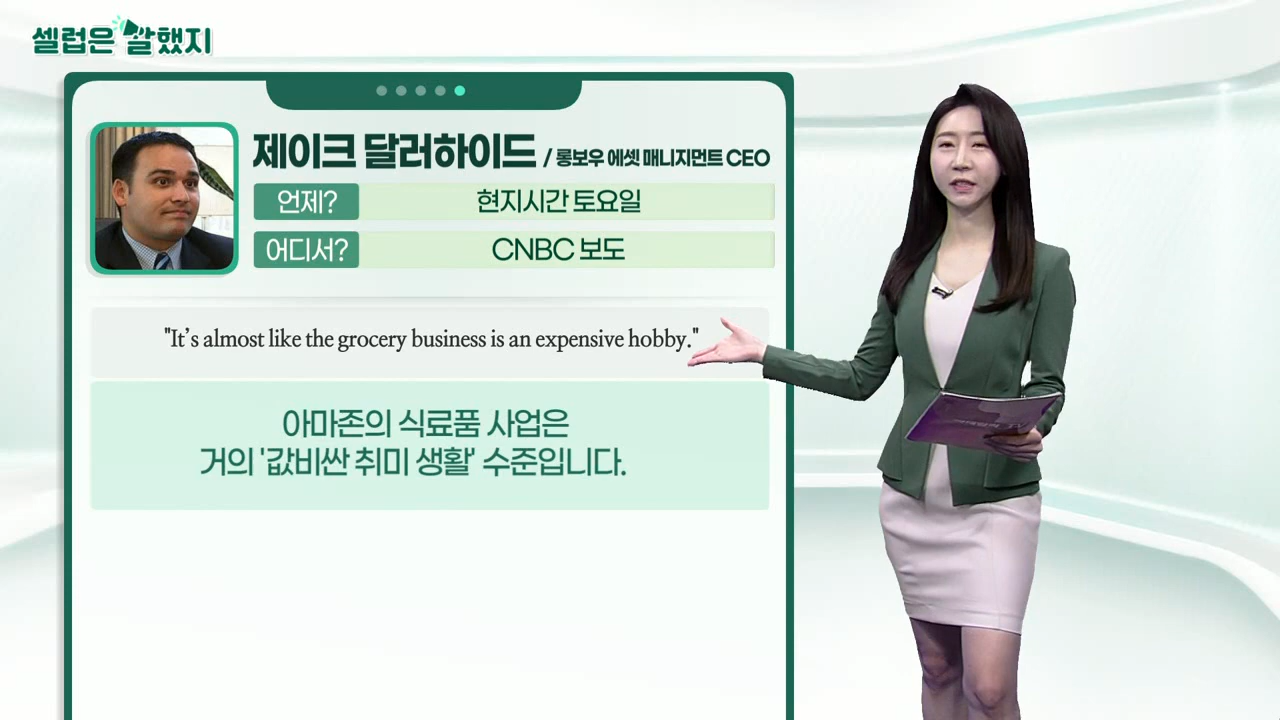 셀럽은 말했지
제이크 달러하이드 / 롱보우 에셋 매니지먼트 CEO
언제? 현지시간 토요일
어디서? CNBC 보도
"It’s almost like the grocery business is an expensive hobby."
아마존의 식료품 사업은
거의 '값비싼 취미 생활' 수준입니다.